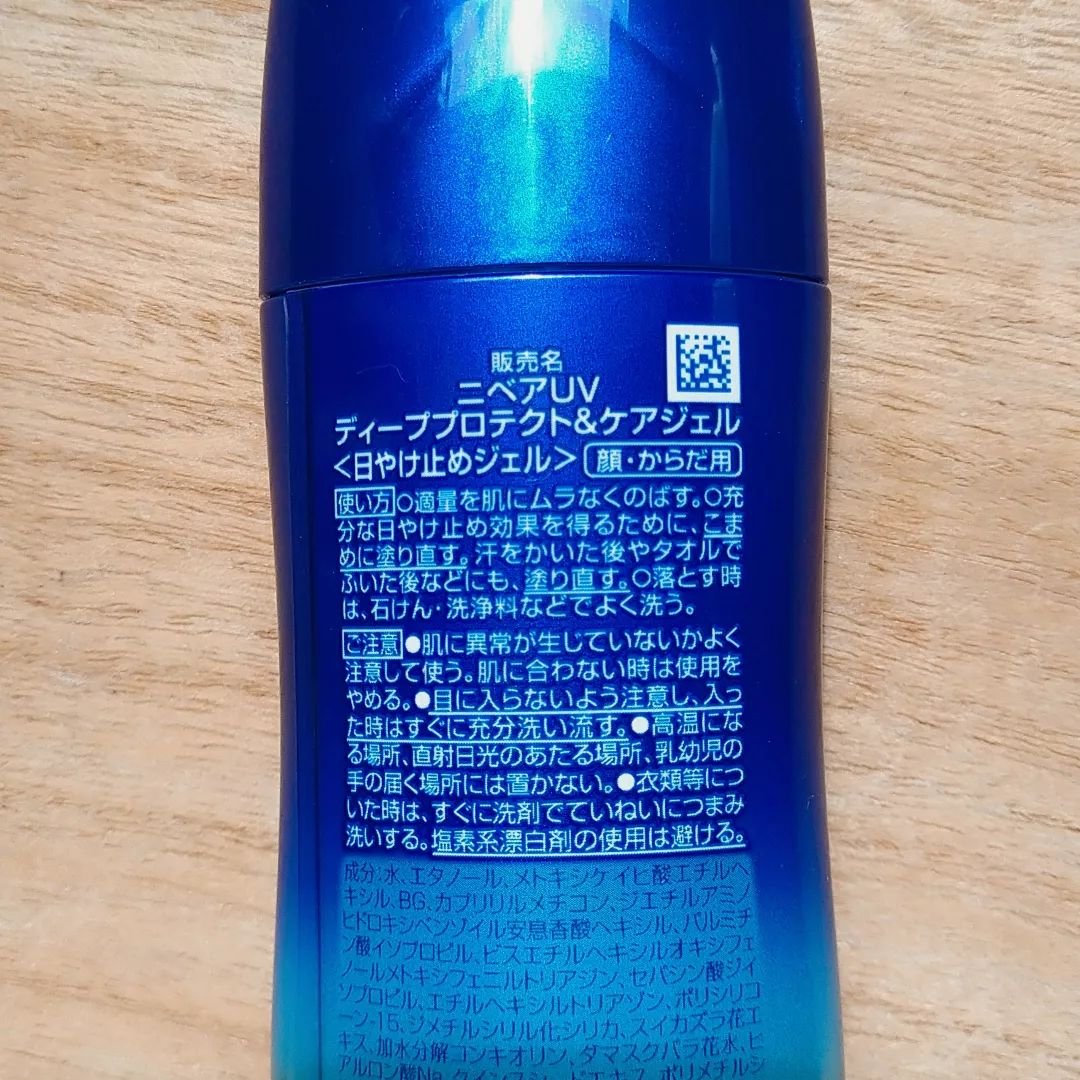 販売名
ニベアUV
ディーププロテクト&ケアジェル
<日やけ止めジェル> 顔・からだ用
使い方 ○適量を肌にムラなくのばす。○充
分な日やけ止め効果を得るために、こま
めに塗り直す。汗をかいた後やタオルで
ふいた後などにも、塗り直す。○落とす時
は、石けん・洗浄料などでよく洗う。
ご注意 ●肌に異常が生じていないかよく
注意して使う。肌に合わない時は使用を
やめる。●目に入らないよう注意し、入っ
た時はすぐに充分洗い流す。●高温にな
る場所、直射日光のあたる場所、乳幼児の
手の届く場所には置かない。●衣類等につ
いた時は、すぐに洗剤でていねいにつまみ
洗いする。塩素系漂白剤の使用は避ける。
成分:水、エタノール、メトキシケイヒ酸エチルヘ
キシル、BG、カプリリルメチコン、ジエチルアミノ
ヒドロキシベンゾイル安息香酸ヘキシル、パルミチ
ン酸イソプロピル、ビスエチルヘキシルオキシフェ
ノールメトキシフェニルトリアジン、セバシン酸ジイ
ソプロピル、エチルヘキシルトリアゾン、ポリシリコ
ーン-15、ジメチルシリル化シリカ、スイカズラ花エ
キス、加水分解コンキオリン、ダマスクバラ花水、ヒ
アルロン酸Na、クインスシードエキス、ポリメチルシ